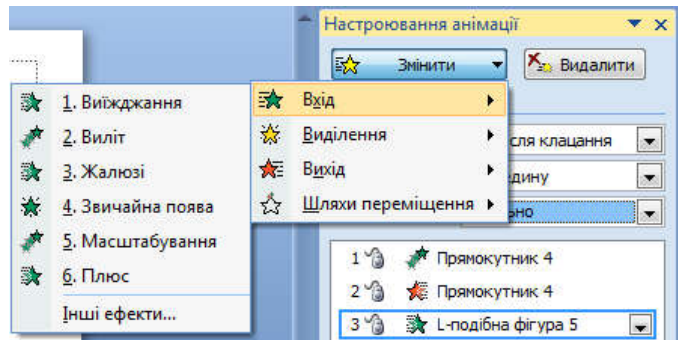 Настроювання анімації
Змінити
Видалити
Вхід
Виділення
Вихід
Шляхи переміщення
1. Виїжджання
2. Виліт
3. Жалюзі
4. Звичайна поява
5. Масштабування
6. Плюс
Інші ефекти...
клацання
1 Прямокутник 4
2 Прямокутник 4
3 L-подібна фігура 5